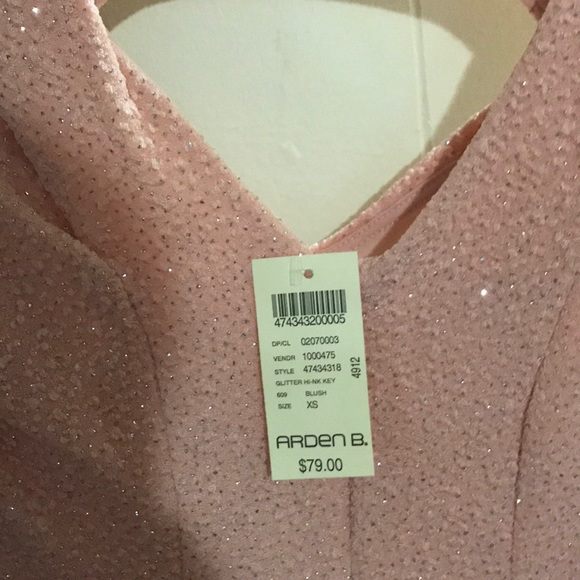 474343200005
DP/CL 02070003
VENDR 1000475
STYLE 47434318
4912
GLITTER HI-NK KEY
609 BLUSH
SIZE XS
ARDEN B.
$79.00